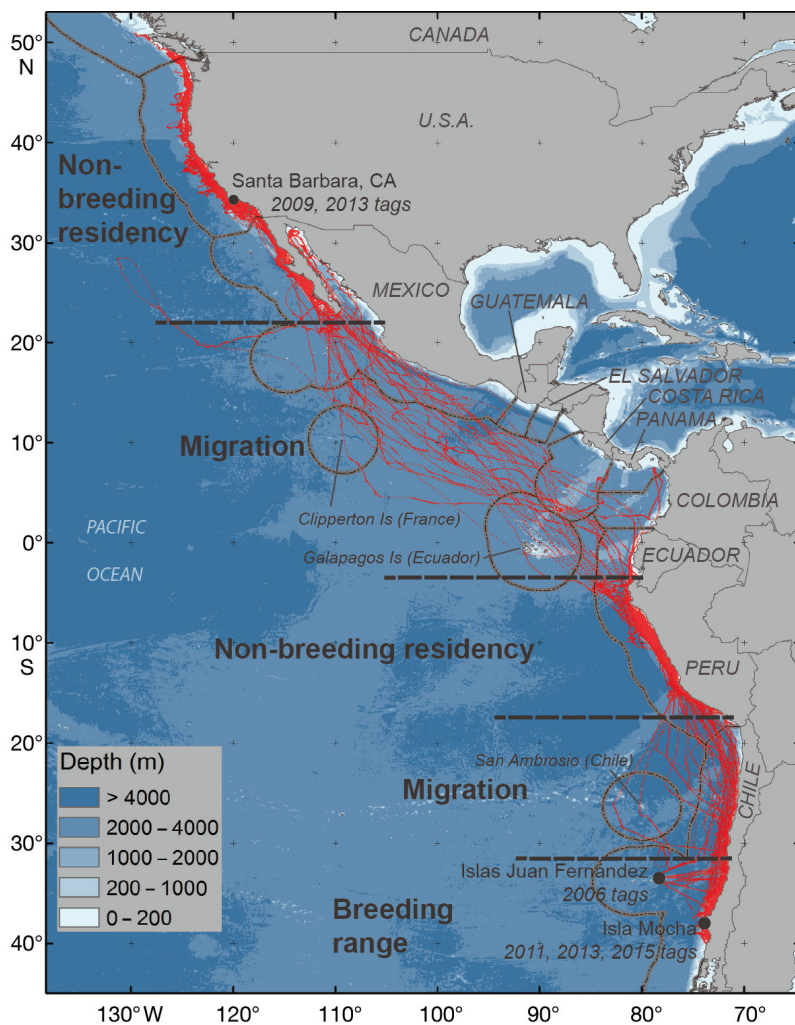 50°
N
40°
30°
20°
10°
0°
10°
S
20°
30°
40°
130° W
120°
110°
100°
90°
80°
70°
CANADA
U.S.A.
Non-
breeding
residency
Santa Barbara, CA
2009, 2013 tags
MEXICO
GUATEMALA
EL SALVADOR
COSTA RICA
PANAMA
Migration
Clipperton Is (France)
COLOMBIA
PACIFIC
OCEAN
Galapagos Is (Ecuador)
ECUADOR
Non-breeding residency
PERU
San Ambrosio (Chile)
Migration
CHILE
Islas Juan Fernández
2006 tags
Breeding
range
Isla Mocha
2011, 2013, 2015 tags
Depth (m)
> 4000
2000 – 4000
1000 – 2000
200 – 1000
0 – 200